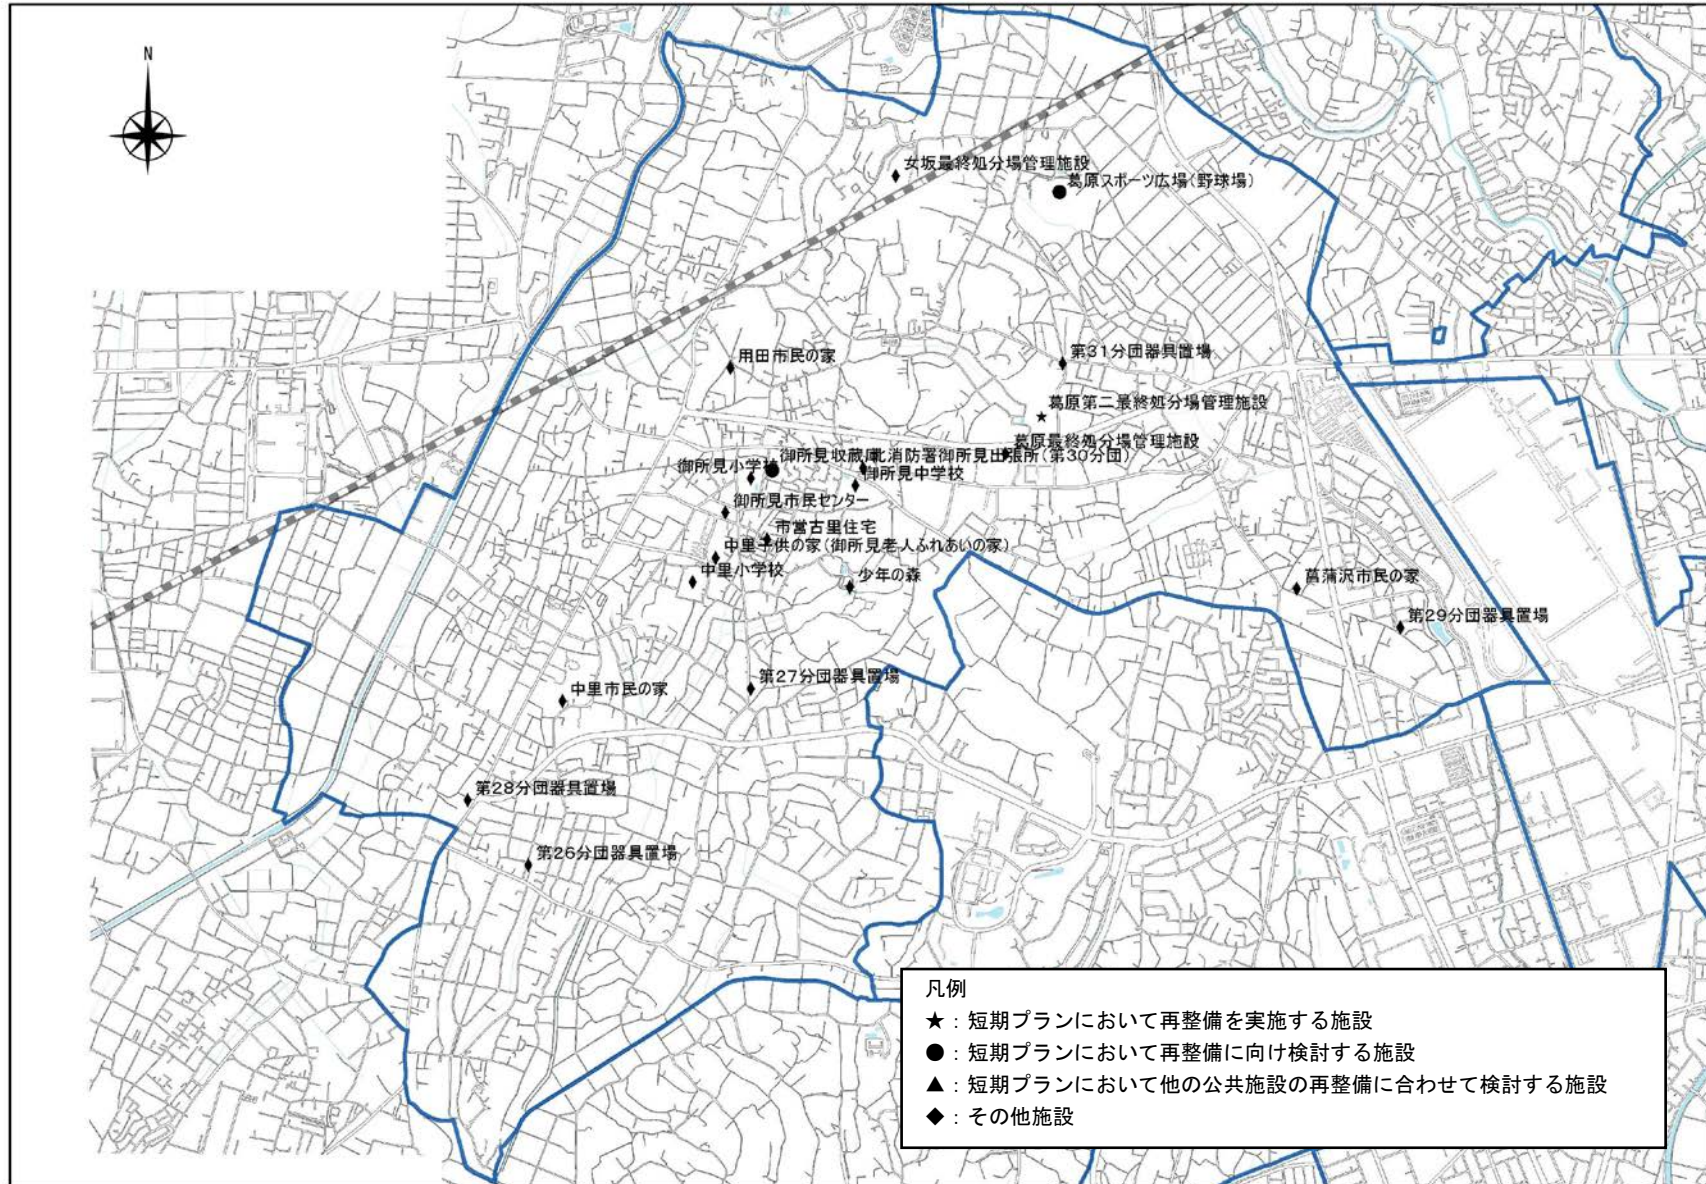 N
女坂最終処分場管理施設
葛原スポーツ広場(野球場)
用田市民の家
第31分団器具置場
葛原第二最終処分場管理施設
葛原最終処分場管理施設
御所見収蔵庫
北消防署御所見出張所(第30分団)
御所見小学校
御所見中学校
御所見市民センター
市営古里住宅
中里子供の家(御所見老人ふれあいの家)
中里小学校
少年の森
菖蒲沢市民の家
第29分団器具置場
第27分団器具置場
中里市民の家
第28分団器具置場
第26分団器具置場
凡例
★:短期プランにおいて再整備を実施する施設
●:短期プランにおいて再整備に向け検討する施設
▲:短期プランにおいて他の公共施設の再整備に合わせて検討する施設
◆:その他施設